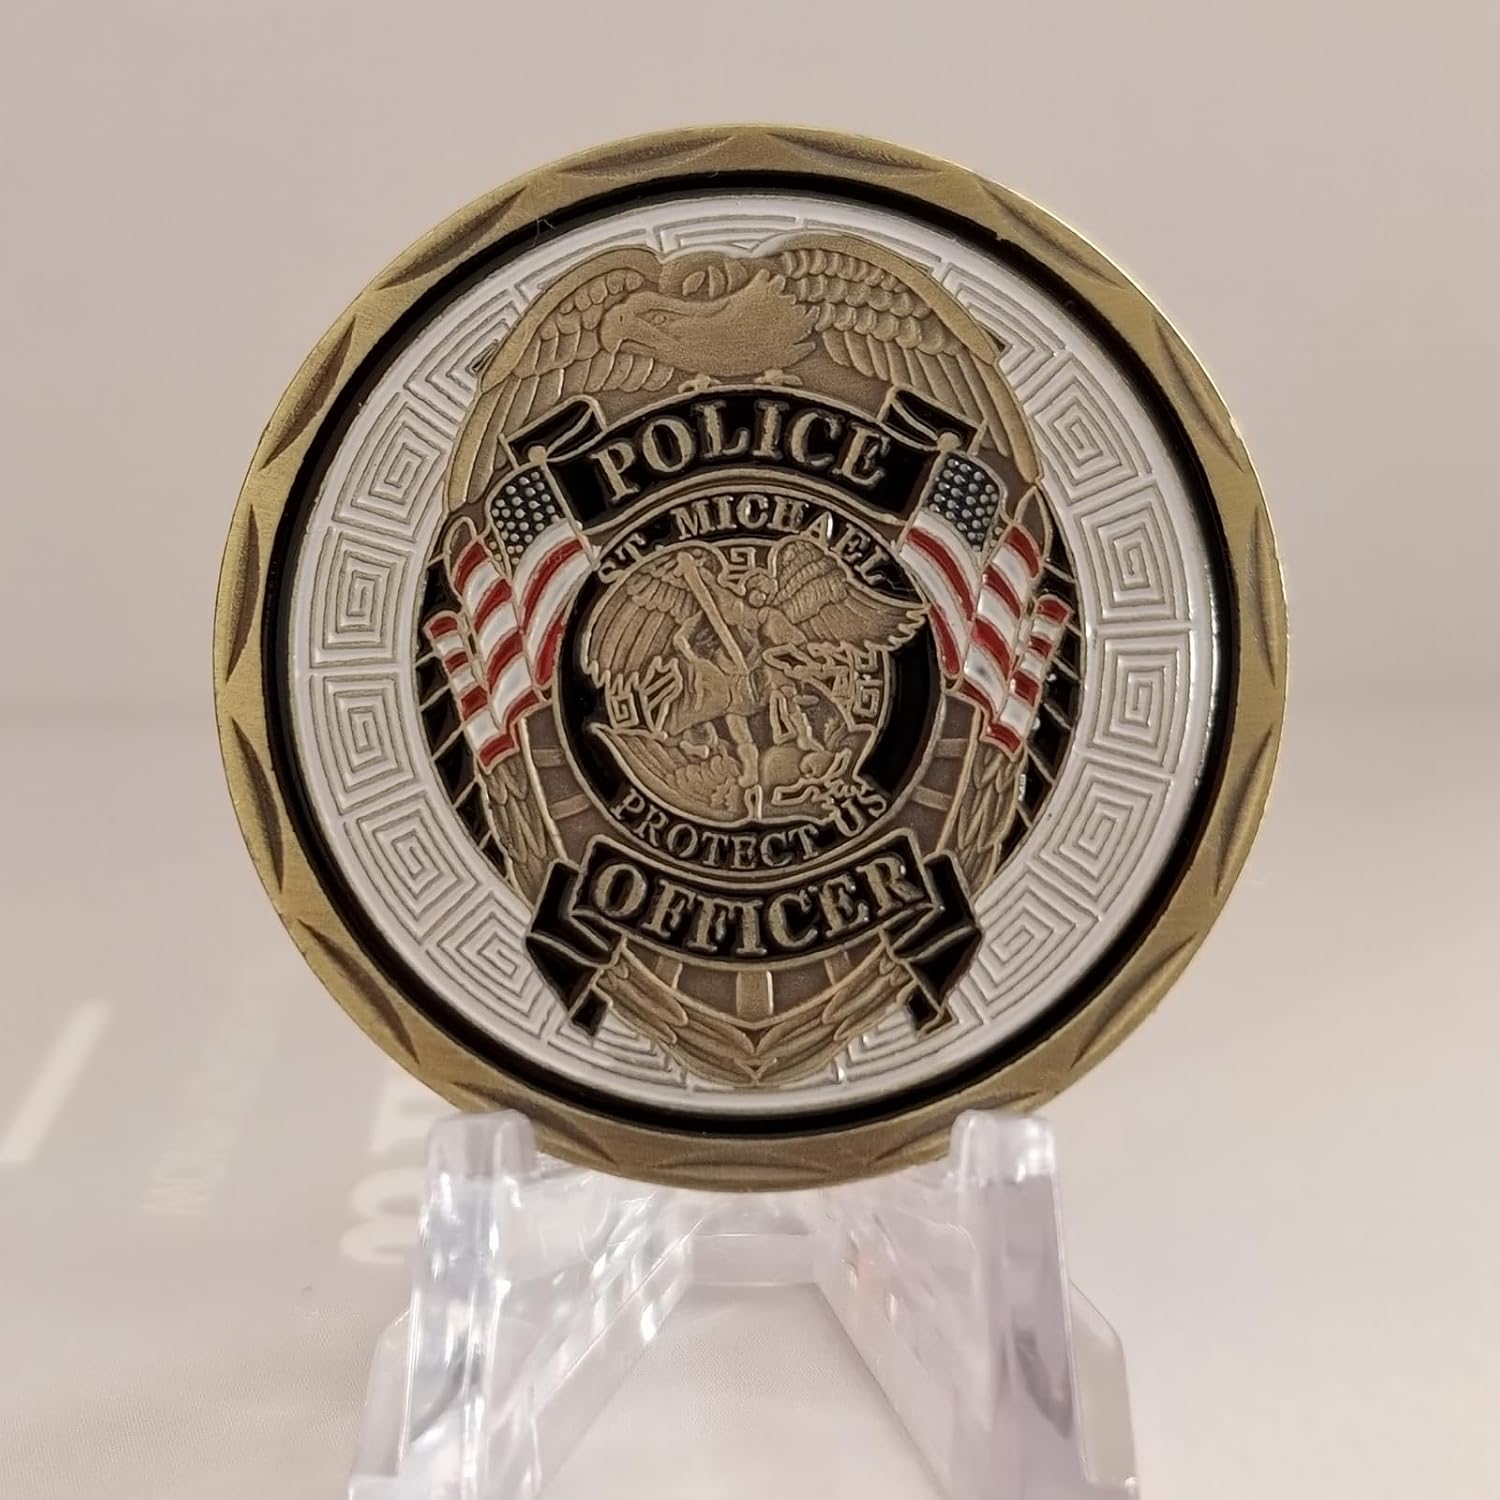 POLICE
ST. MICHAEL
PROTECT US
OFFICER